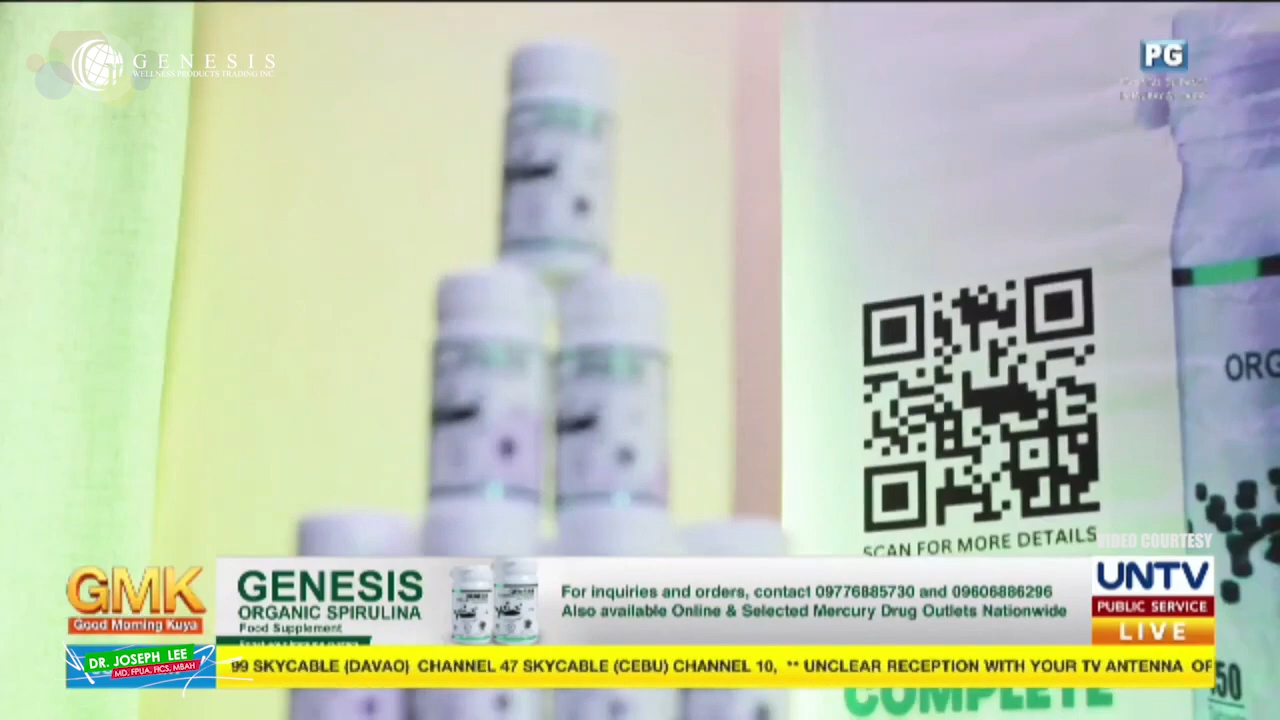 GENESIS
WELLNESS PRODUCTS TRADING INC.
PG
ORG
SCAN FOR MORE DETAILS
VIDEO COURTESY
GMK
Good Morning Kuya
GENESIS
ORGANIC SPIRULINA
Food Supplement
For inquiries and orders, contact 09776885730 and 09606886296
Also available Online & Selected Mercury Drug Outlets Nationwide
UNTV
PUBLIC SERVICE
LIVE
DR. JOSEPH LEE
MD, FPUA, FICS, MBAH
99 SKYCABLE (DAVAO) CHANNEL 47 SKYCABLE (CEBU) CHANNEL 10, ** UNCLEAR RECEPTION WITH YOUR TV ANTENNA OF
COMPLETE
50